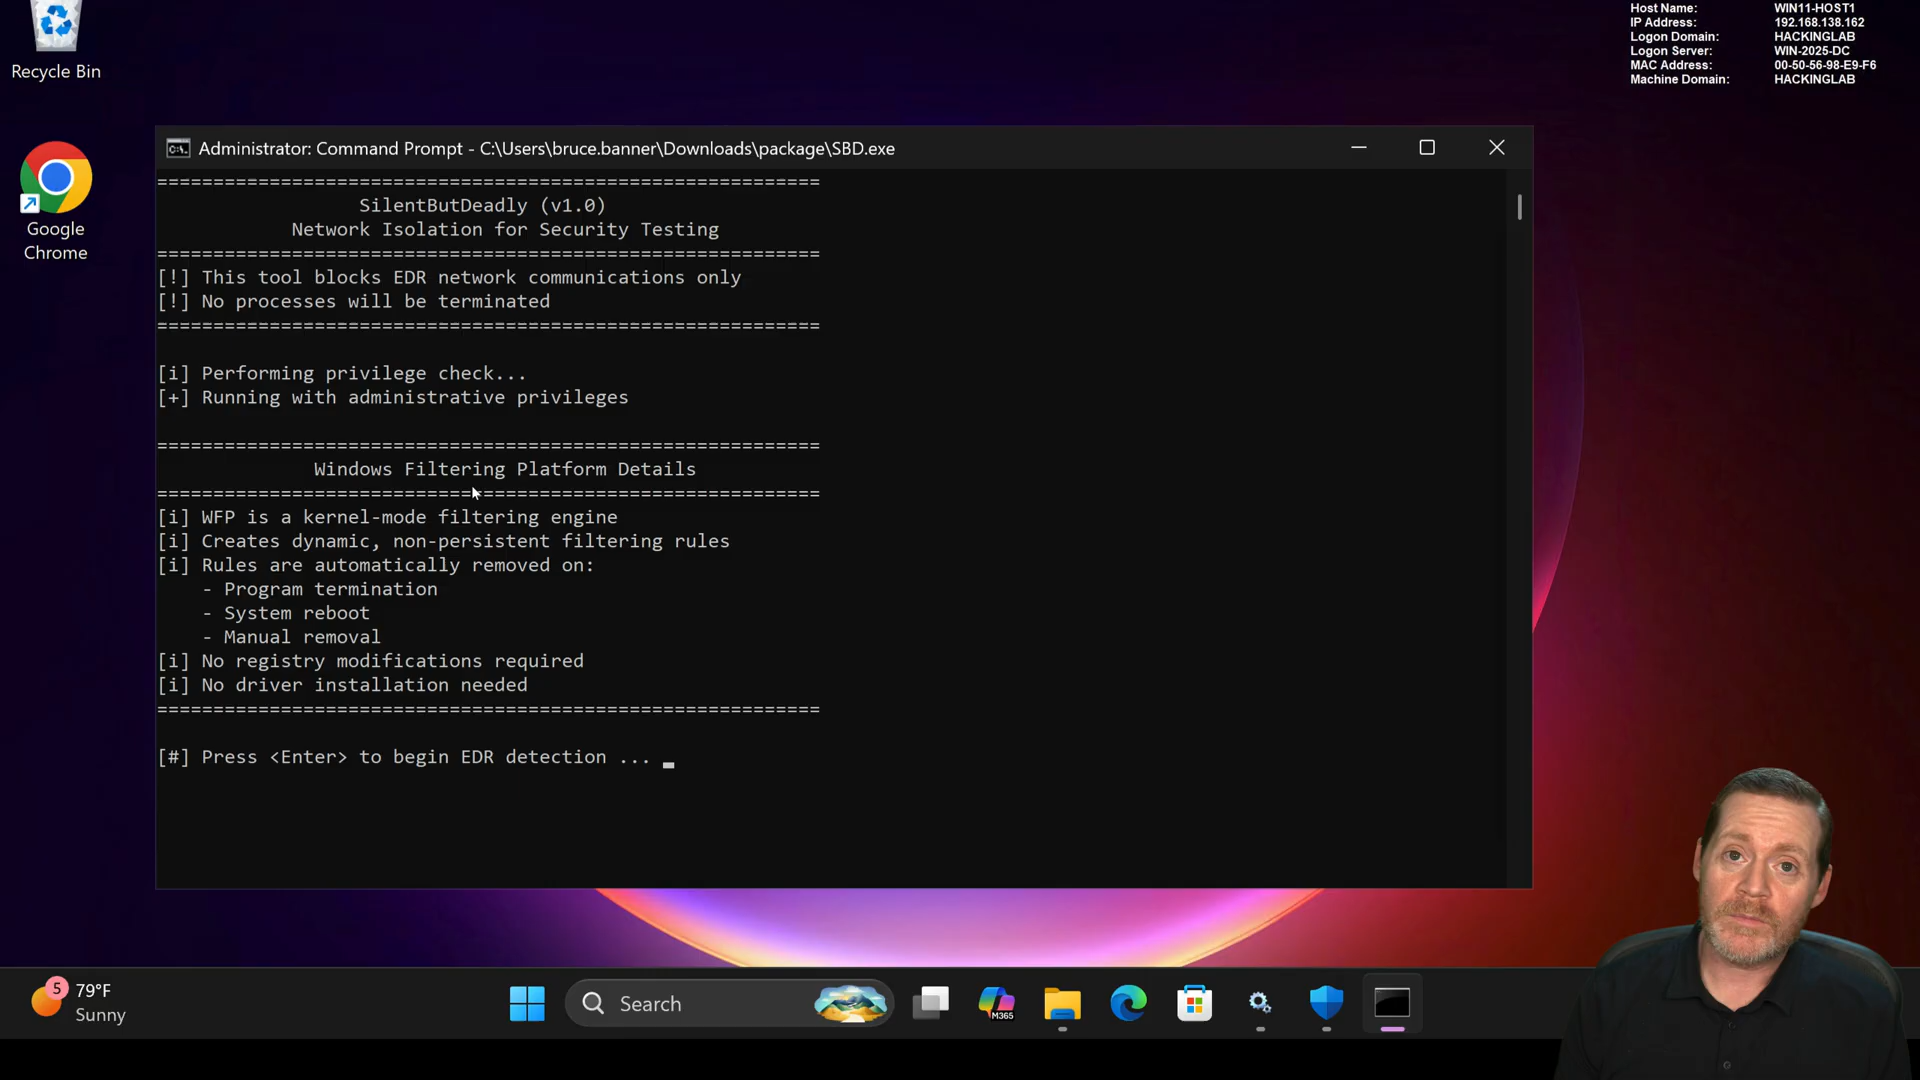 Recycle Bin
Google
Chrome
Host Name: WIN11-HOST1
IP Address: 192.168.138.162
Logon Domain: HACKINGLAB
Logon Server: WIN-2025-DC
MAC Address: 00-50-56-98-E9-F6
Machine Domain: HACKINGLAB
Administrator: Command Prompt - C:\Users\bruce.banner\Downloads\package\SBD.exe
===========================================================
SilentButDeadly (v1.0)
Network Isolation for Security Testing
===========================================================
[!] This tool blocks EDR network communications only
[!] No processes will be terminated
===========================================================
[i] Performing privilege check...
[+] Running with administrative privileges
===========================================================
Windows Filtering Platform Details
===========================================================
[i] WFP is a kernel-mode filtering engine
[i] Creates dynamic, non-persistent filtering rules
[i] Rules are automatically removed on:
- Program termination
- System reboot
- Manual removal
[i] No registry modifications required
[i] No driver installation needed
===========================================================
[#] Press <Enter> to begin EDR detection ... _
5
79°F
Sunny
Search
M365